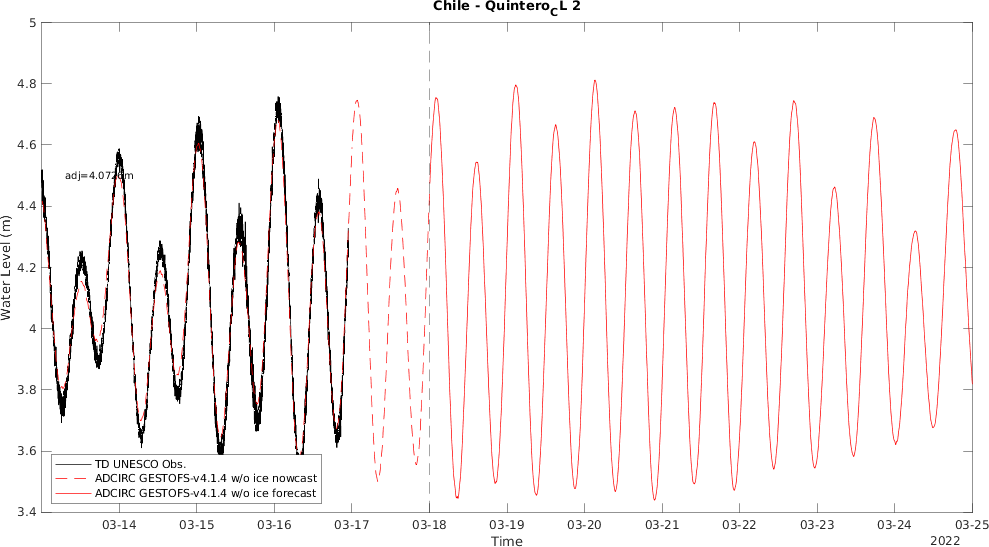 Chile - QuinteroCL 2
5
4.8
4.6
4.4
4.2
4
3.8
3.6
3.4
Water Level (m)
adj=4.072cm
TD UNESCO Obs.
ADCIRC GESTOFS-v4.1.4 w/o ice nowcast
ADCIRC GESTOFS-v4.1.4 w/o ice forecast
03-14 03-15 03-16 03-17 03-18 03-19 03-20 03-21 03-22 03-23 03-24 03-25
Time
2022